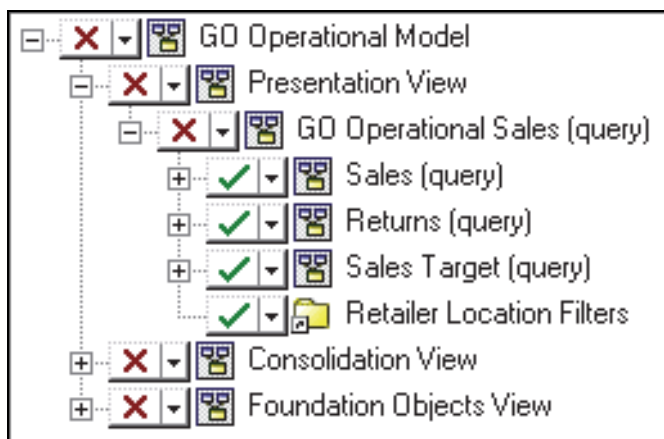 GO Operational Model
Presentation View
GO Operational Sales (query)
Sales (query)
Returns (query)
Sales Target (query)
Retailer Location Filters
Consolidation View
Foundation Objects View